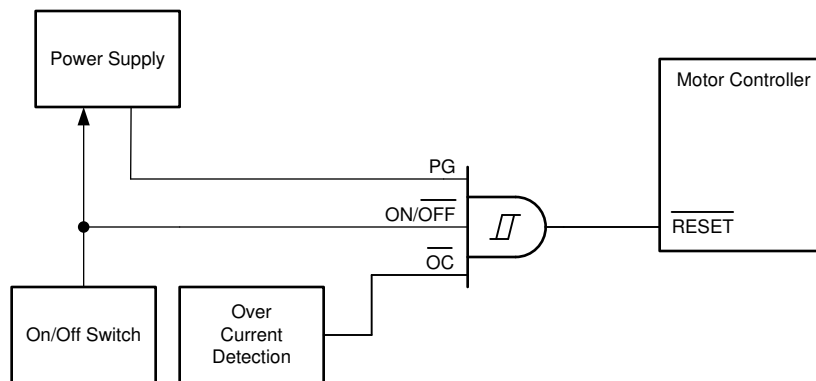 Power Supply
Motor Controller
PG
ON/OFF
RESET
OC
On/Off Switch
Over
Current
Detection